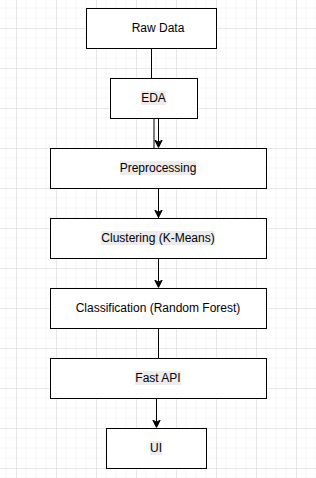 Raw Data
EDA
Preprocessing
Clustering (K-Means)
Classification (Random Forest)
Fast API
UI